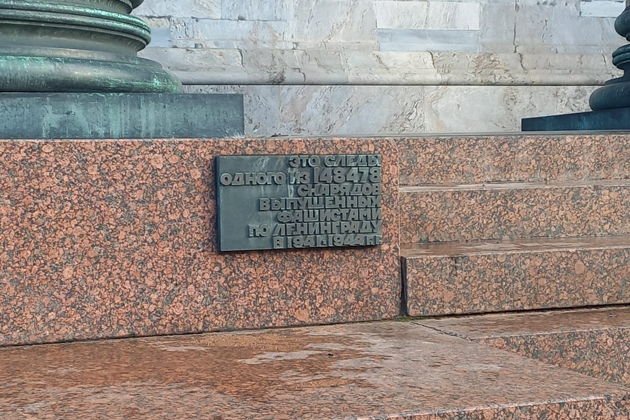 ЭТО СЛЕДЫ
ОДНОГО ИЗ 148478
СНАРЯДОВ
ВЫПУЩЕННЫХ
ФАШИСТАМИ
ПО ЛЕНИНГРАДУ
В 1941-1944 ГГ.